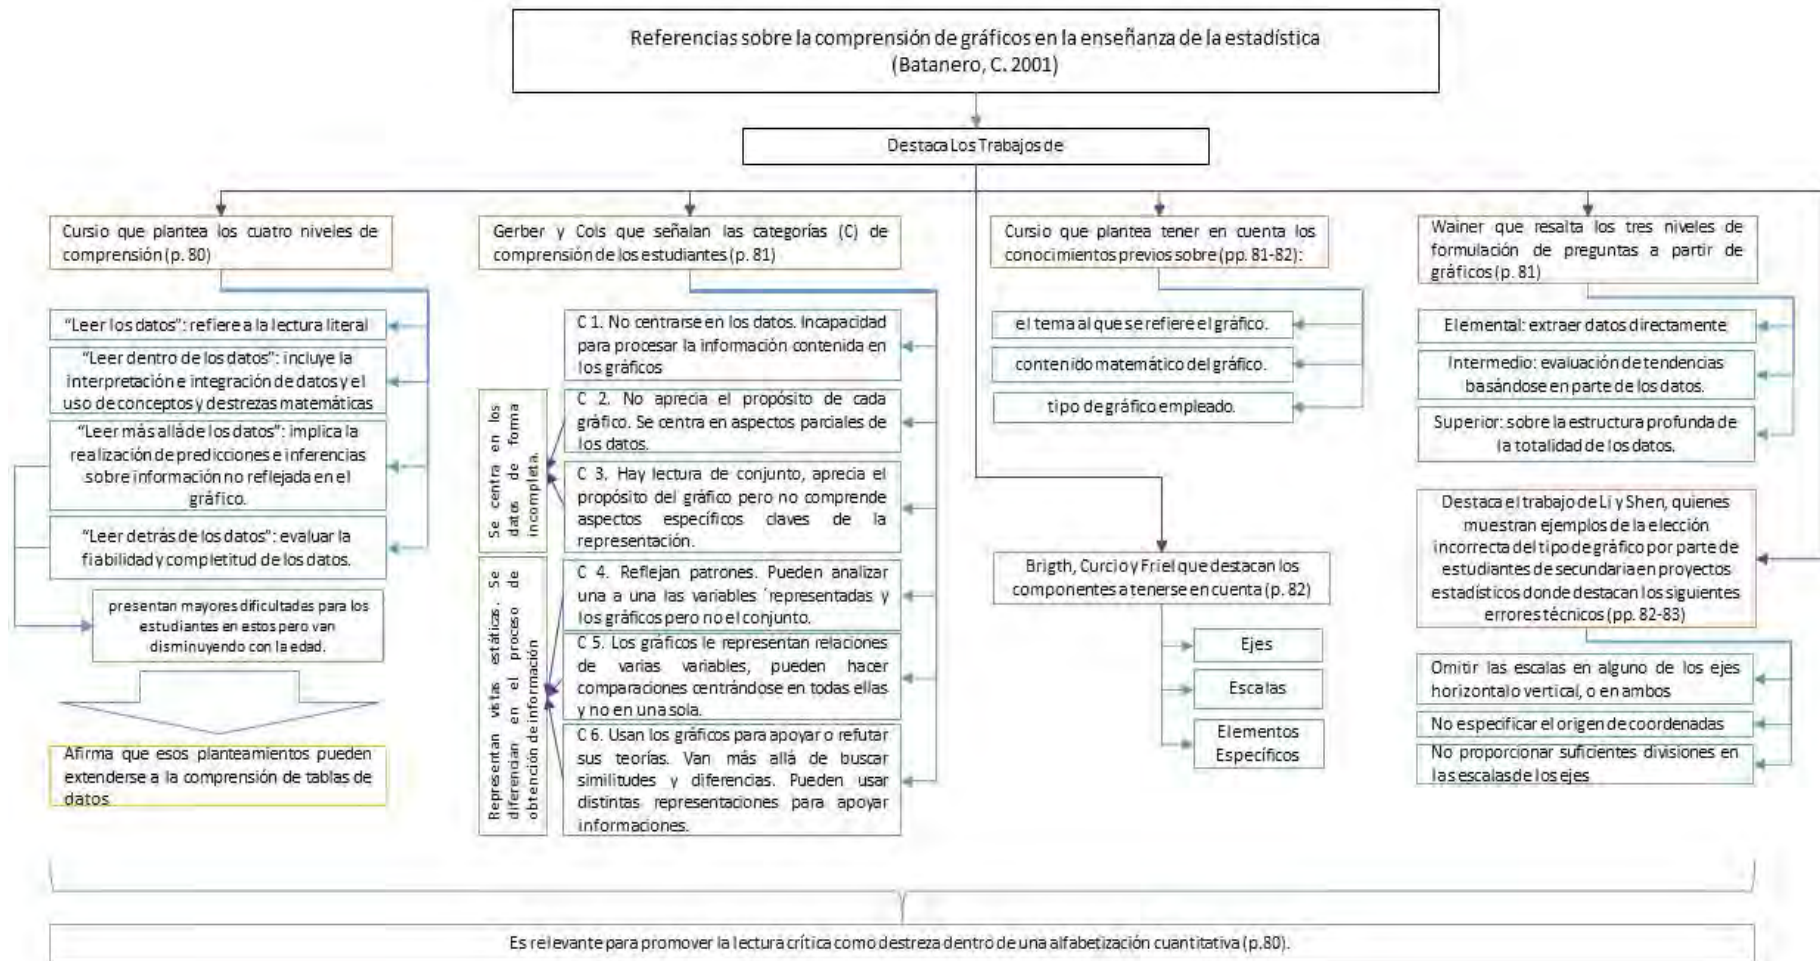 Referencias sobre la comprensión de gráficos en la enseñanza de la estadística
(Batanero, C. 2001)
Destaca Los Trabajos de
Cursio que plantea los cuatro niveles de
comprensión (p. 80)
"Leer los datos": refiere a la lectura literal
"Leer dentro de los datos": incluye la
interpretación e integración de datos y el
uso de conceptos y destrezas matemáticas
"Leer más allá de los datos": implica la
realización de predicciones e inferencias
sobre información no reflejada en el
gráfico.
"Leer detrás de los datos": evaluar la
fiabilidad y completitud de los datos.
presentan mayores dificultades para los
estudiantes en estos pero van
disminuyendo con la edad.
Afirma que esos planteamientos pueden
extenderse a la comprensión de tablas de
datos
Gerber y Cols que señalan las categorías (C) de
comprensión de los estudiantes (p. 81)
C 1. No centrarse en los datos. Incapacidad
para procesar la información contenida en
los gráficos
Se centra en los
datos de forma
incompleta.
C 2. No aprecia el propósito de cada
gráfico. Se centra en aspectos parciales de
los datos.
C 3. Hay lectura de conjunto, aprecia el
propósito del gráfico pero no comprende
aspectos específicos claves de la
representación.
Representan vistas estáticas. Se
diferencian en el proceso de
obtención de información
C 4. Reflejan patrones. Pueden analizar
una a una las variables ´representadas y
los gráficos pero no el conjunto.
C 5. Los gráficos le representan relaciones
de varias variables, pueden hacer
comparaciones centrándose en todas ellas
y no en una sola.
C 6. Usan los gráficos para apoyar o refutar
sus teorías. Van más allá de buscar
similitudes y diferencias. Pueden usar
distintas representaciones para apoyar
informaciones.
Cursio que plantea tener en cuenta los
conocimientos previos sobre (pp. 81-82):
el tema al que se refiere el gráfico.
contenido matemático del gráfico.
tipo de gráfico empleado.
Brigth, Curcio y Friel que destacan los
componentes a tenerse en cuenta (p. 82)
Ejes
Escalas
Elementos
Específicos
Wainer que resalta los tres niveles de
formulación de preguntas a partir de
gráficos (p. 81)
Elemental: extraer datos directamente
Intermedio: evaluación de tendencias
basándose en parte de los datos.
Superior: sobre la estructura profunda de
la totalidad de los datos.
Destaca el trabajo de Li y Shen, quienes
muestran ejemplos de la elección
incorrecta del tipo de gráfico por parte de
estudiantes de secundaria en proyectos
estadísticos donde destacan los siguientes
errores técnicos (pp. 82-83)
Omitir las escalas en alguno de los ejes
horizontal o vertical, o en ambos
No especificar el origen de coordenadas
No proporcionar suficientes divisiones en
las escalas de los ejes
Es relevante para promover la lectura crítica como destreza dentro de una alfabetización cuantitativa (p.80).